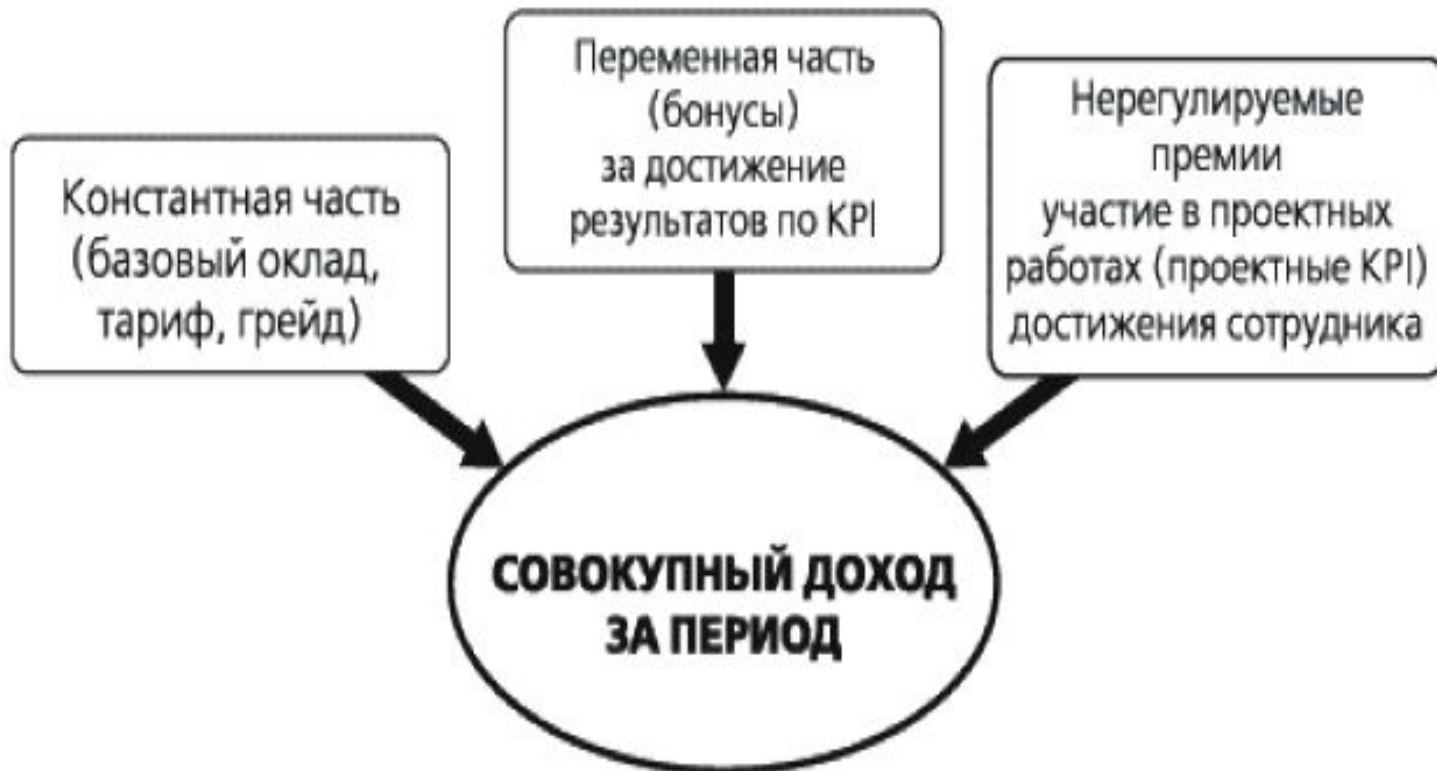 Константная часть
(базовый оклад,
тариф, грейд)
Переменная часть
(бонусы)
за достижение
результатов по KPI
Нерегулируемые
премии
участие в проектных
работах (проектные KPI)
достижения сотрудника
СОВОКУПНЫЙ ДОХОД
ЗА ПЕРИОД